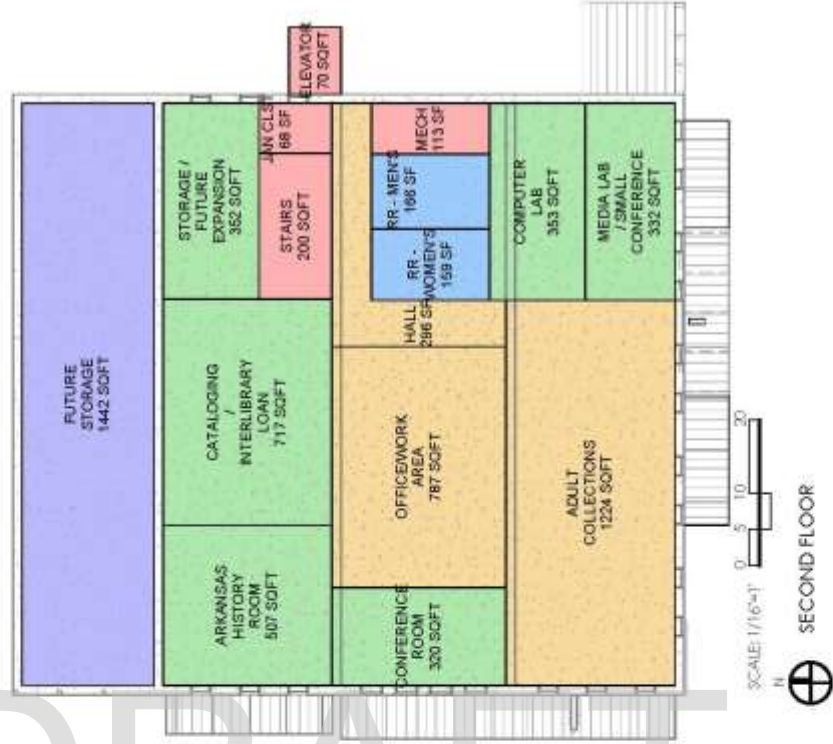 FUTURE
STORAGE
1442 SQFT
STORAGE /
FUTURE
EXPANSION
352 SQFT
JAN CLST
68 SF
ELEVATOR
70 SQFT
STAIRS
200 SQFT
CATALOGING
/
INTERLIBRARY
LOAN
717 SQFT
ARKANSAS
HISTORY
ROOM
507 SQFT
MECH
113 SF
RR - MEN'S
166 SF
RR -
WOMEN'S
159 SF
HALL
296 SF
OFFICE/WORK
AREA
787 SQFT
CONFERENCE
ROOM
320 SQFT
COMPUTER
LAB
353 SQFT
MEDIA LAB
/ SMALL
CONFERENCE
332 SQFT
ADULT
COLLECTIONS
1224 SQFT
0 5 10 20
SCALE: 1/16"=1'
N
SECOND FLOOR
DRAFT